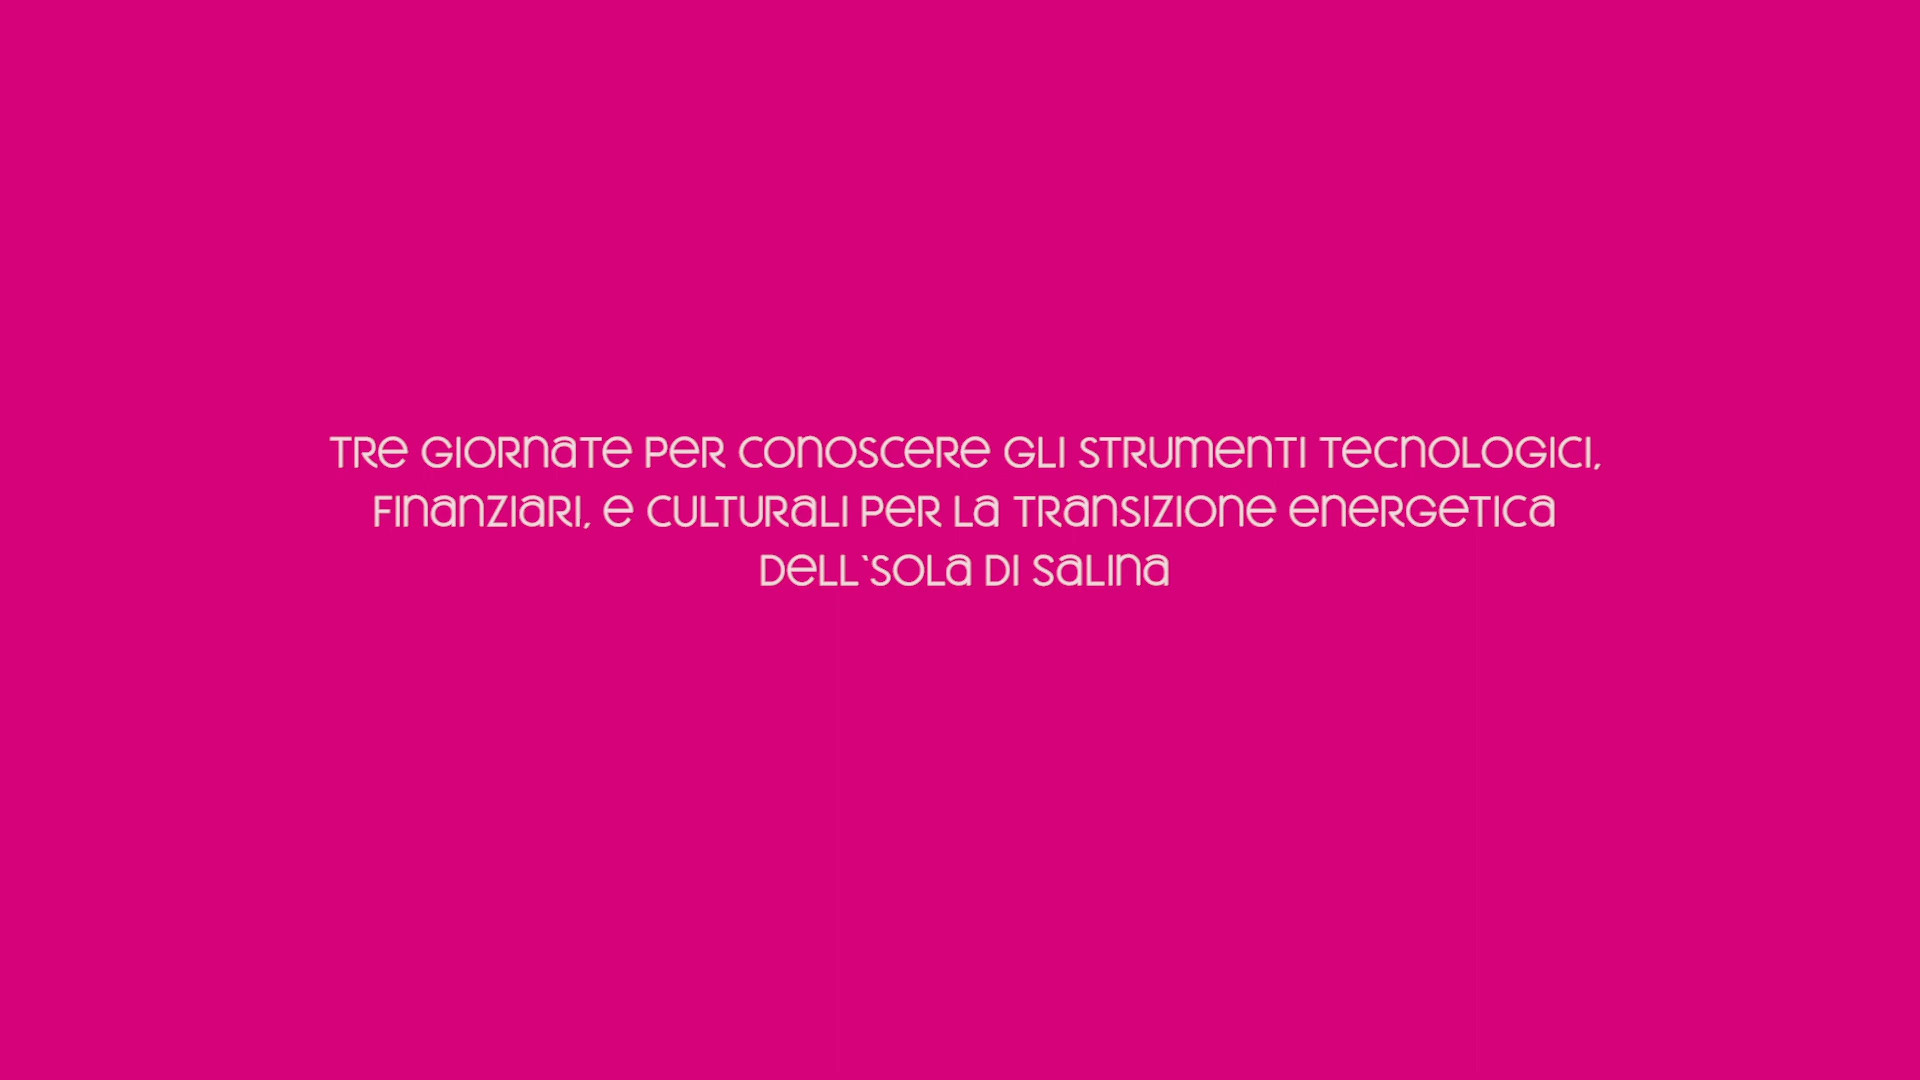 Tre giornate per conoscere gli strumenti tecnologici,
finanziari, e culturali per la transizione energetica
dell`sola di Salina